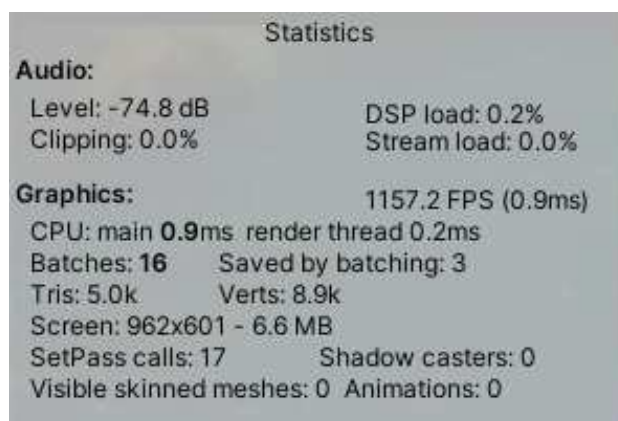 Statistics
Audio:
Level: -74.8 dB DSP load: 0.2%
Clipping: 0.0% Stream load: 0.0%
Graphics: 1157.2 FPS (0.9ms)
CPU: main 0.9ms render thread 0.2ms
Batches: 16 Saved by batching: 3
Tris: 5.0k Verts: 8.9k
Screen: 962x601 - 6.6 MB
SetPass calls: 17 Shadow casters: 0
Visible skinned meshes: 0 Animations: 0